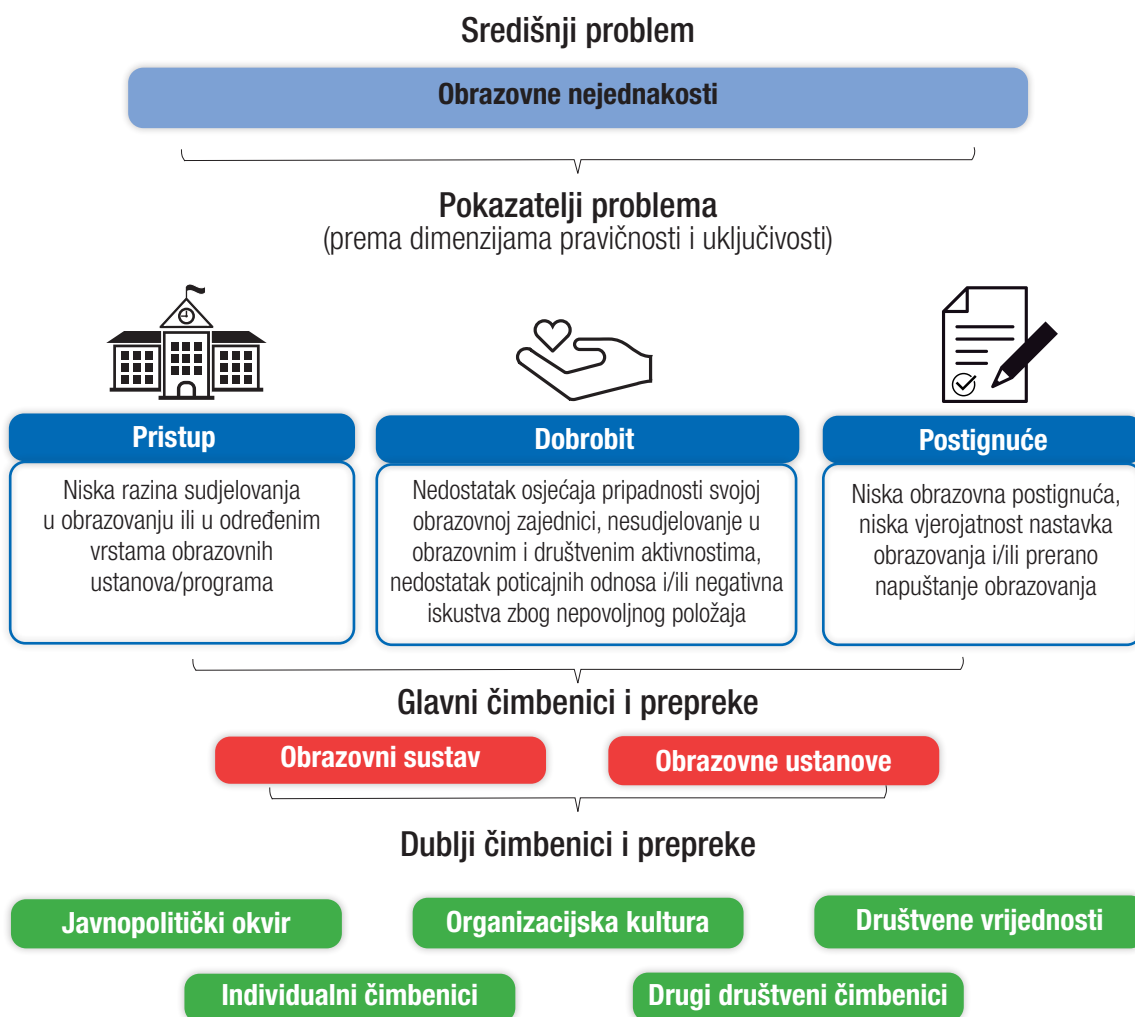 Središnji problem
Obrazovne nejednakosti
Pokazatelji problema
(prema dimenzijama pravičnosti i uključivosti)
Pristup
Niska razina sudjelovanja
u obrazovanju ili u određenim
vrstama obrazovnih
ustanova/programa
Dobrobit
Nedostatak osjećaja pripadnosti svojoj
obrazovnoj zajednici, nesudjelovanje u
obrazovnim i društvenim aktivnostima,
nedostatak poticajnih odnosa i/ili negativna
iskustva zbog nepovoljnog položaja
Postignuće
Niska obrazovna postignuća,
niska vjerojatnost nastavka
obrazovanja i/ili prerano
napuštanje obrazovanja
Glavni čimbenici i prepreke
Obrazovni sustav
Obrazovne ustanove
Dublji čimbenici i prepreke
Javnopolitički okvir
Organizacijska kultura
Društvene vrijednosti
Individualni čimbenici
Drugi društveni čimbenici